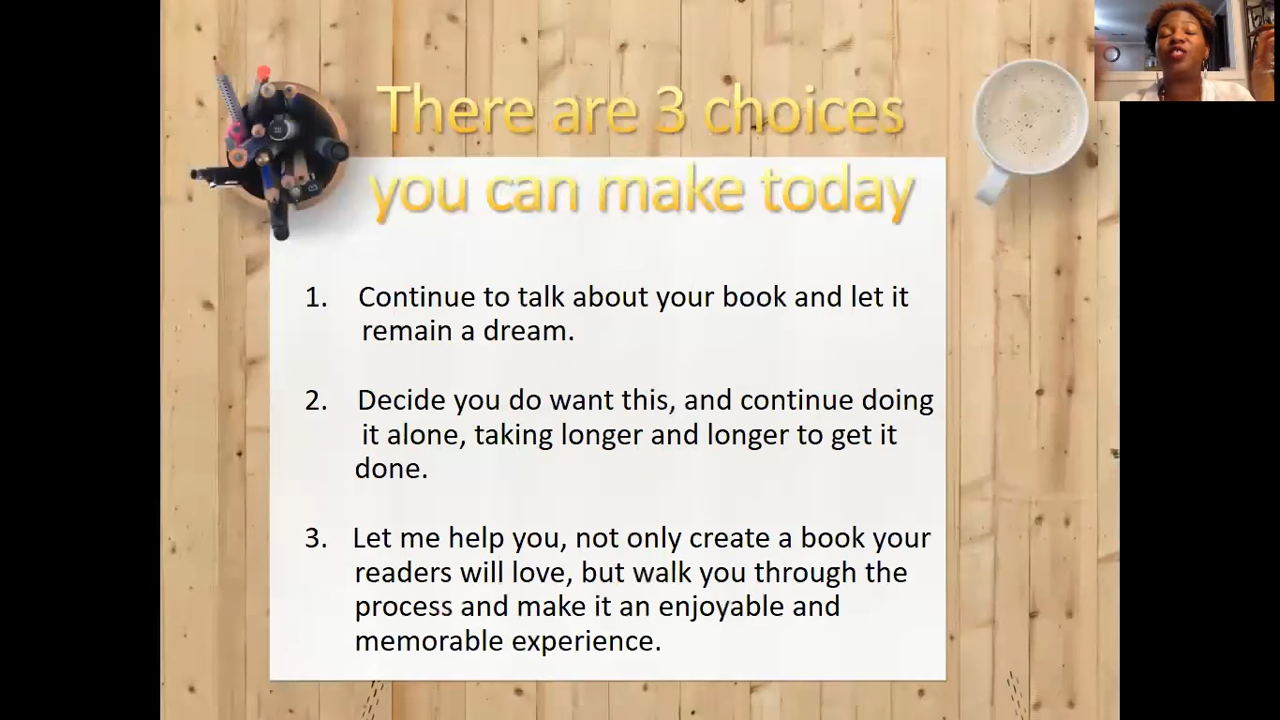 There are 3 choices
you can make today
1. Continue to talk about your book and let it
remain a dream.
2. Decide you do want this, and continue doing
it alone, taking longer and longer to get it
done.
3. Let me help you, not only create a book your
readers will love, but walk you through the
process and make it an enjoyable and
memorable experience.